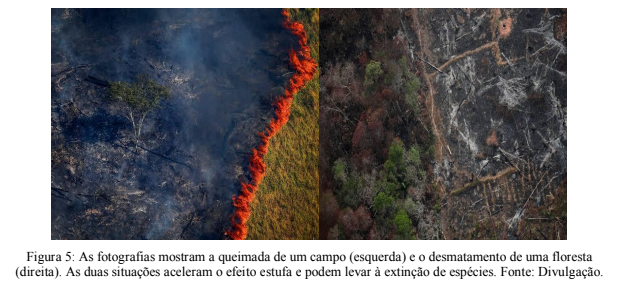 Figura 5: As fotografias mostram a queimada de um campo (esquerda) e o desmatamento de uma floresta
(direita). As duas situações aceleram o efeito estufa e podem levar à extinção de espécies. Fonte: Divulgação.